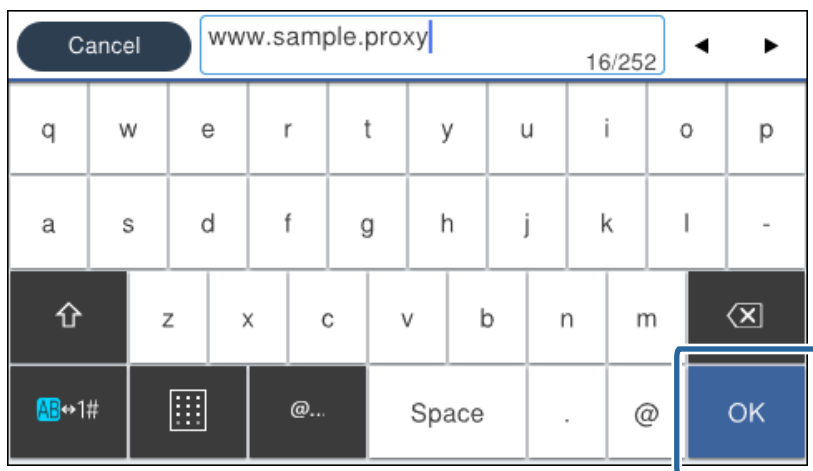 Cancel
www.sample.proxy
16/252
q w e r t y u i o p
a s d f g h j k l -
z x c v b n m
AB↔1# @... Space . @ OK